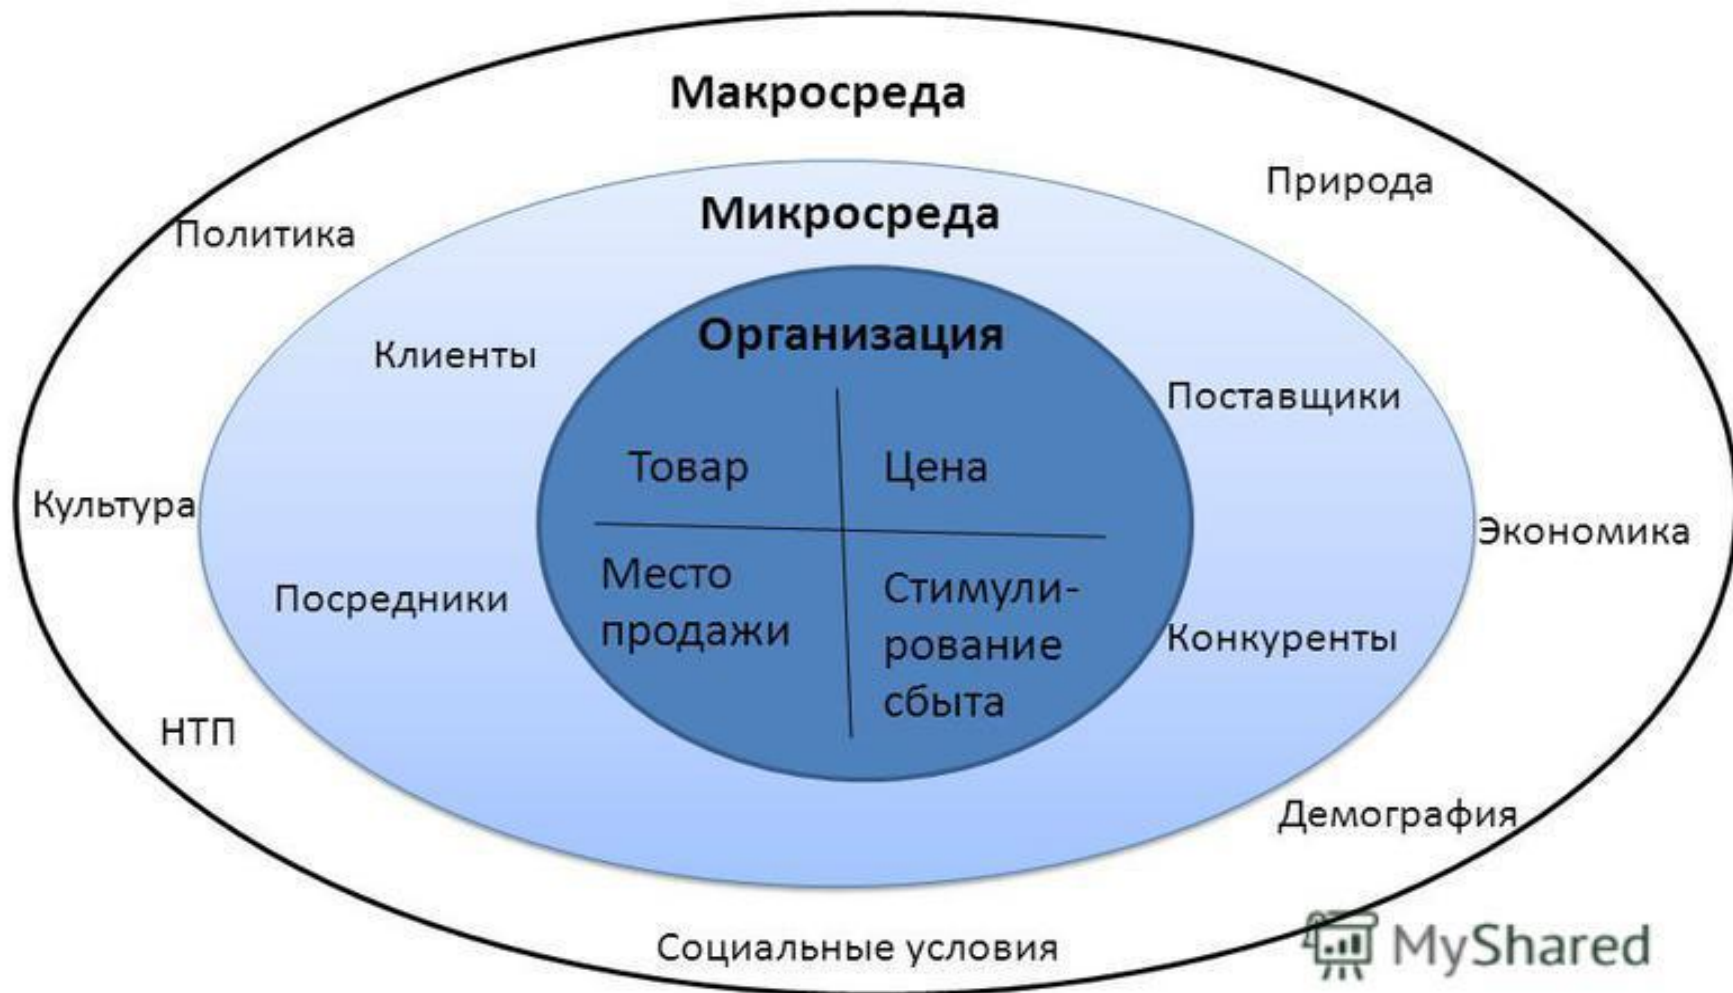 Макросреда
Природа
Микросреда
Политика
Организация
Клиенты
Поставщики
Товар
Цена
Культура
Экономика
Место
продажи
Стимули-
рование
сбыта
Посредники
Конкуренты
НТП
Демография
Социальные условия
MyShared